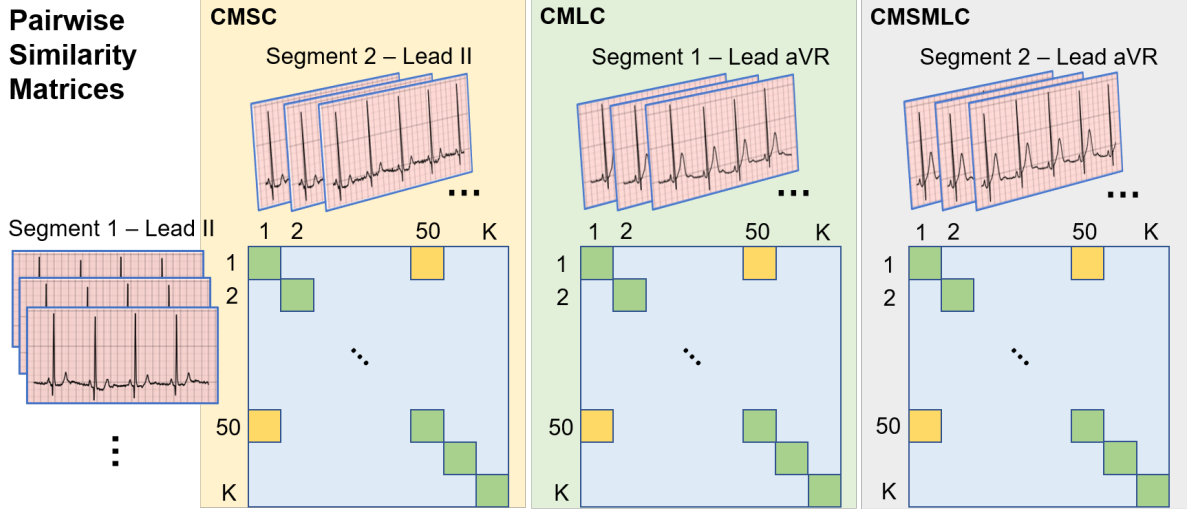 Pairwise
Similarity
Matrices
CMSC
Segment 2 – Lead II
...
CMLC
Segment 1 – Lead aVR
...
CMSMLC
Segment 2 – Lead aVR
...
Segment 1 – Lead II
1 2 50 K
1
2
50
K
1 2 50 K
1
2
50
K
1 2 50 K
1
2
50
K